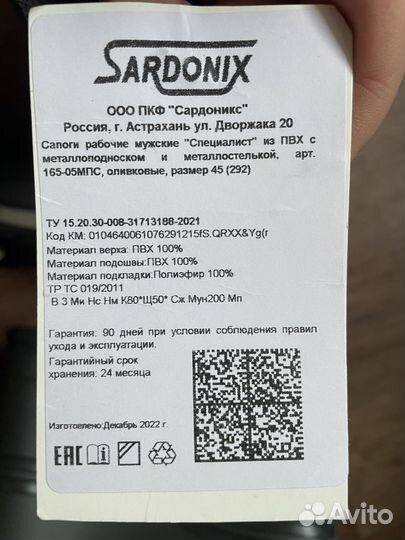 SARDONIX
ООО ПКФ "Сардоникс"
Россия, г. Астрахань ул. Дворжака 20
Сапоги рабочие мужские "Специалист" из ПВХ с
металлоподноском и металлостелькой, арт.
165-05МПС, оливковые, размер 45 (292)
ТУ 15.20.30-008-31713188-2021
Код КМ: 0104640061076291215fS.QRXX&Yg(r
Материал верха: ПВХ 100%
Материал подошвы:ПВХ 100%
Материал подкладки:Полиэфир 100%
ТР ТС 019/2011
В З Ми Нс Нм К80*Щ50* Сж Мун200 Мп
Гарантия: 90 дней при условии соблюдения правил
ухода и эксплуатации.
Гарантийный срок
хранения: 24 месяца
Изготовлено:Декабрь 2022 г.
EAC
Avito